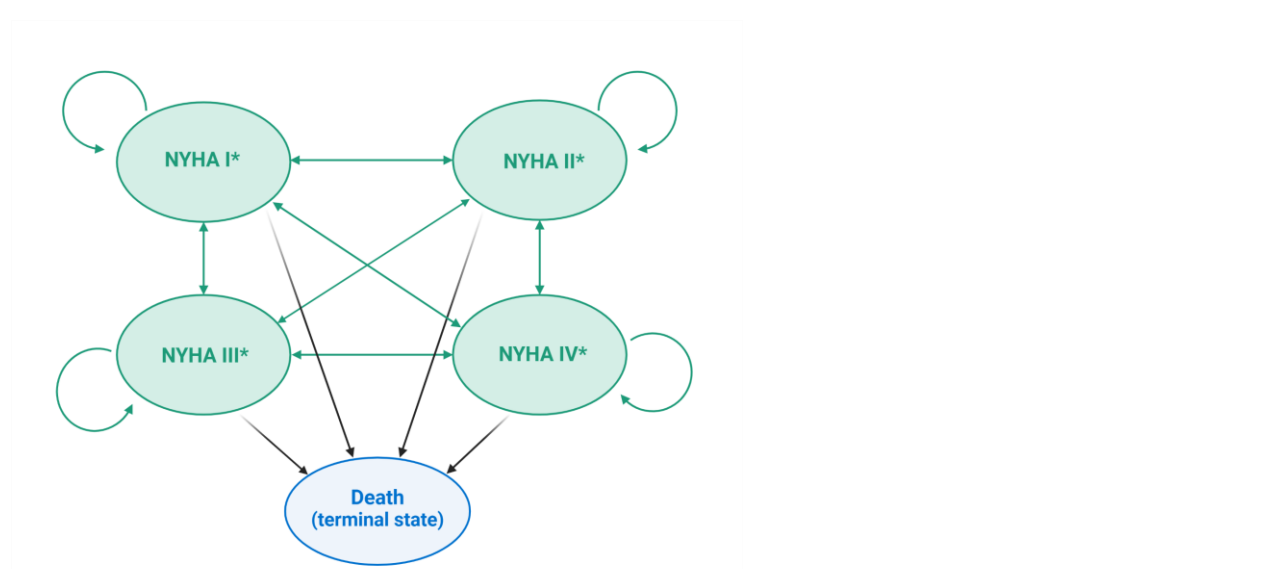 NYHA I*
NYHA II*
NYHA III*
NYHA IV*
Death
(terminal state)